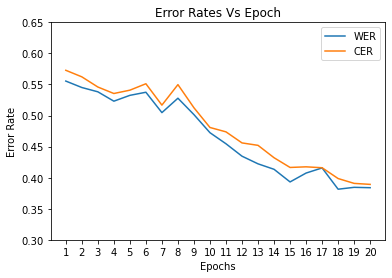 Error Rates Vs Epoch
0.65
0.60
0.55
0.50
0.45
0.40
0.35
0.30
Error Rate
WER
CER
1 2 3 4 5 6 7 8 9 10 11 12 13 14 15 16 17 18 19 20
Epochs